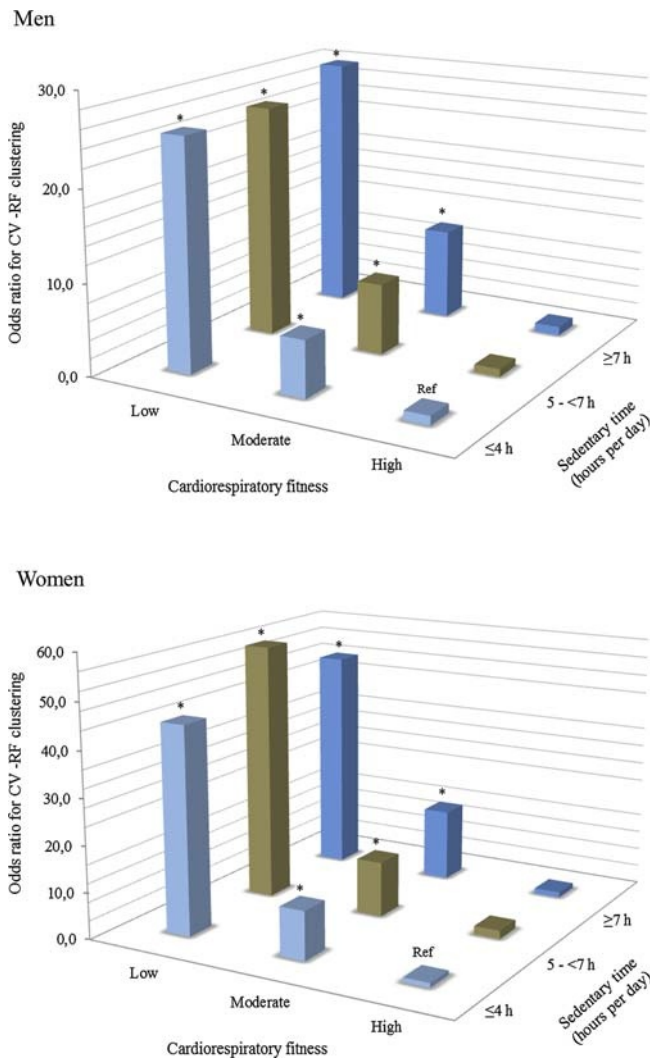 Men
Odds ratio for CV -RF clustering
30,0
20,0
10,0
0,0
*
*
*
*
*
*
Ref
Low
Moderate
High
Cardiorespiratory fitness
≤4 h
5 - <7 h
≥7 h
Sedentary time
(hours per day)
Women
Odds ratio for CV -RF clustering
60,0
50,0
40,0
30,0
20,0
10,0
0,0
*
*
*
*
*
*
Ref
Low
Moderate
High
Cardiorespiratory fitness
≤4 h
5 - <7 h
≥7 h
Sedentary time
(hours per day)